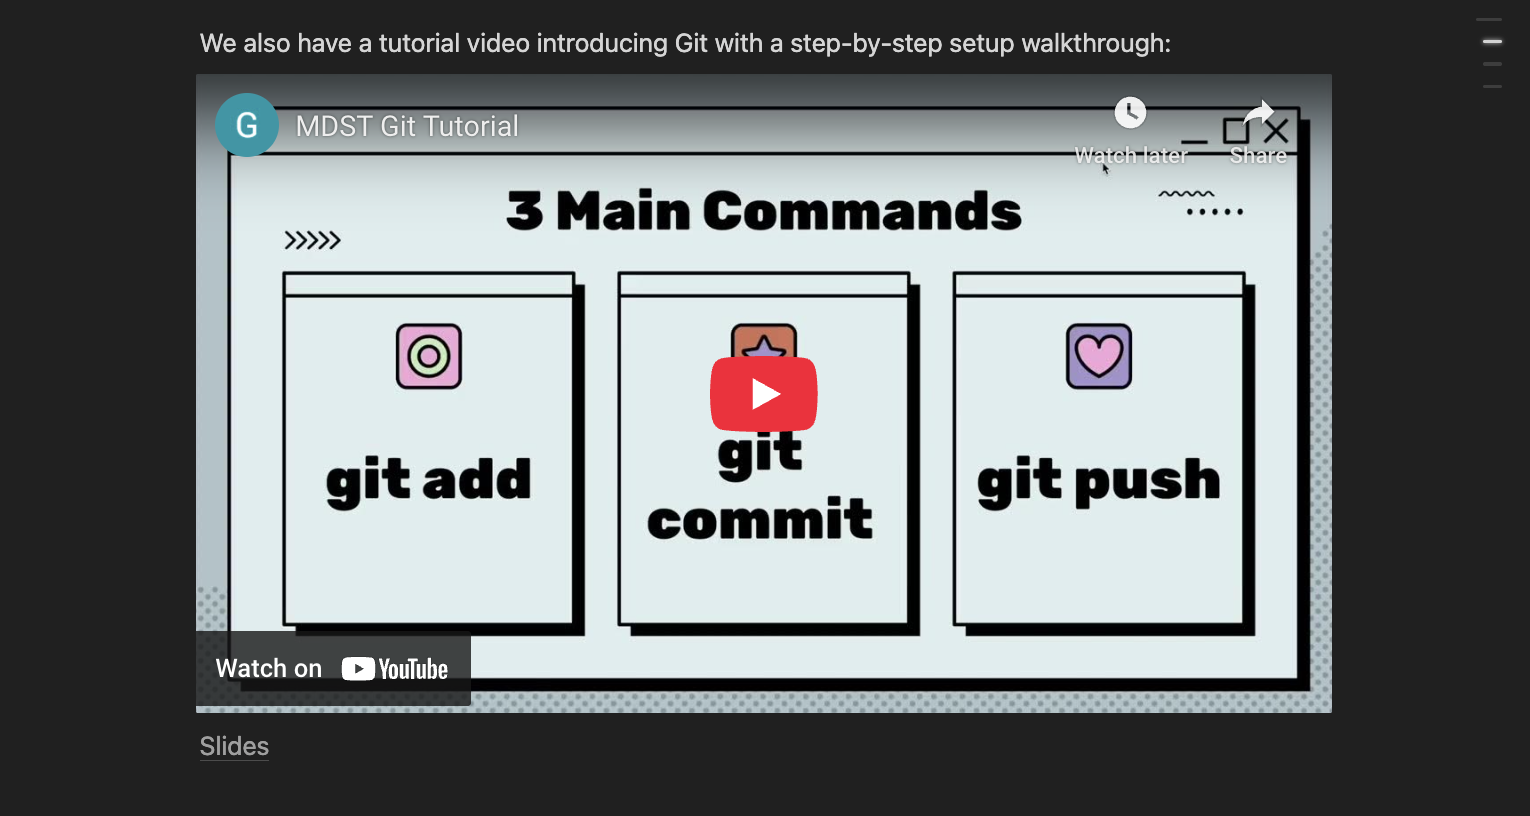 We also have a tutorial video introducing Git with a step-by-step setup walkthrough:
G
MDST Git Tutorial
Watch later
Share
3 Main Commands
git add
git
commit
git push
Watch on YouTube
Slides